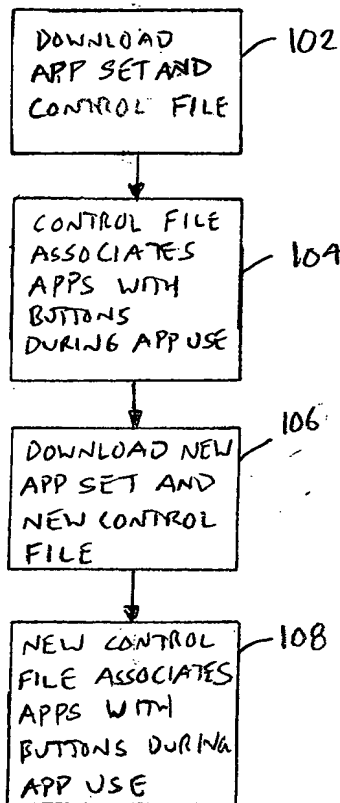 DOWNLOAD
APP SET AND
CONTROL FILE
102
CONTROL FILE
ASSOCIATES
APPS WITH
BUTTONS
DURING APP USE
104
DOWNLOAD NEW
APP SET AND
NEW CONTROL
FILE
106
NEW CONTROL
FILE ASSOCIATES
APPS WITH
BUTTONS DURING
APP USE
108